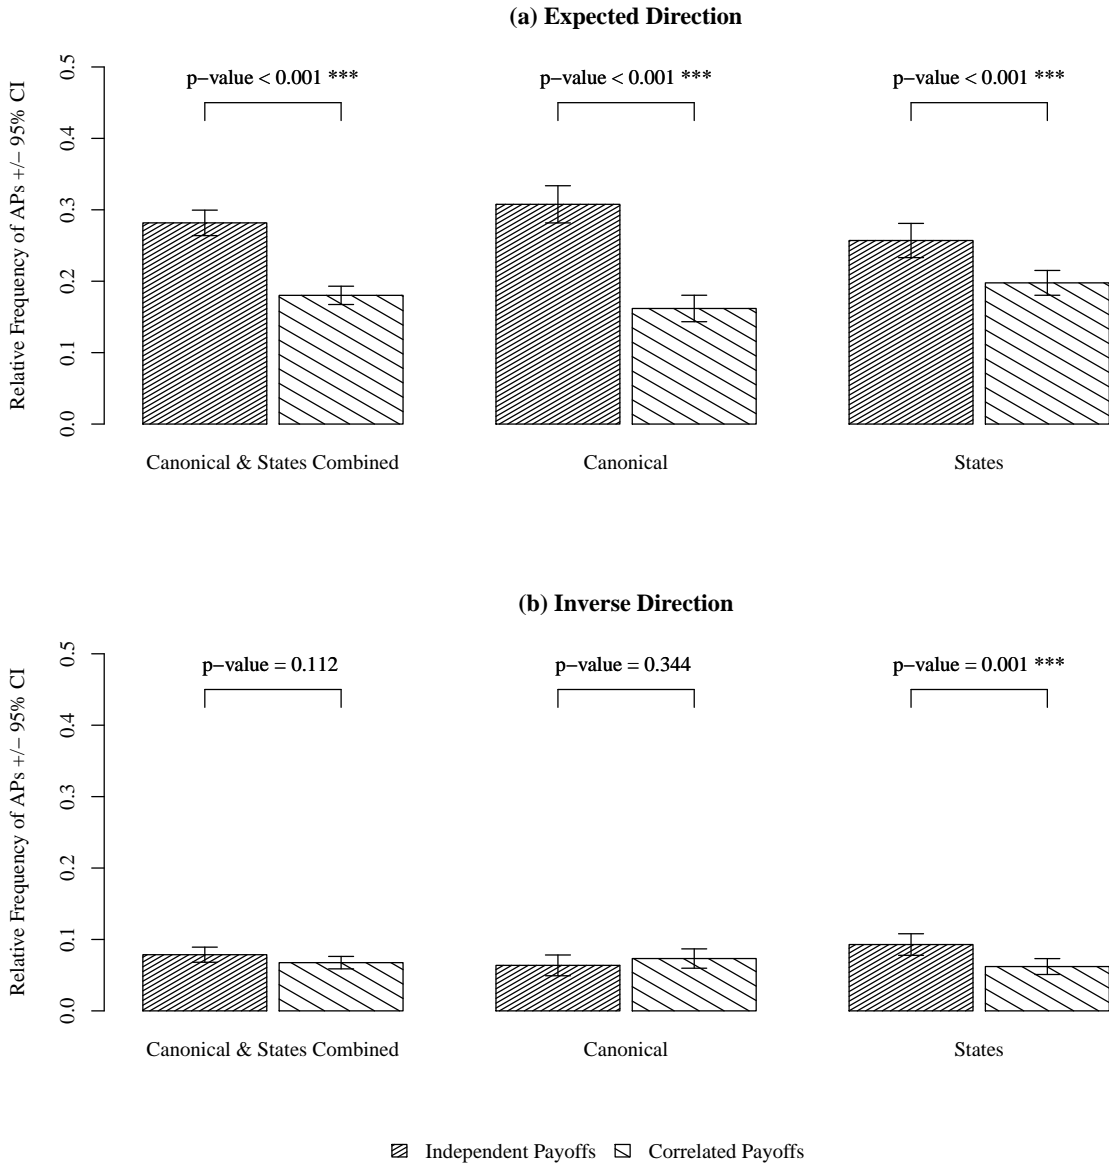 (a) Expected Direction
Relative Frequency of APs +/− 95% CI
0.5
0.4
0.3
0.2
0.1
0.0
p−value < 0.001 ***
p−value < 0.001 ***
p−value < 0.001 ***
Canonical & States Combined
Canonical
States
(b) Inverse Direction
Relative Frequency of APs +/− 95% CI
0.5
0.4
0.3
0.2
0.1
0.0
p−value = 0.112
p−value = 0.344
p−value = 0.001 ***
Canonical & States Combined
Canonical
States
Independent Payoffs
Correlated Payoffs